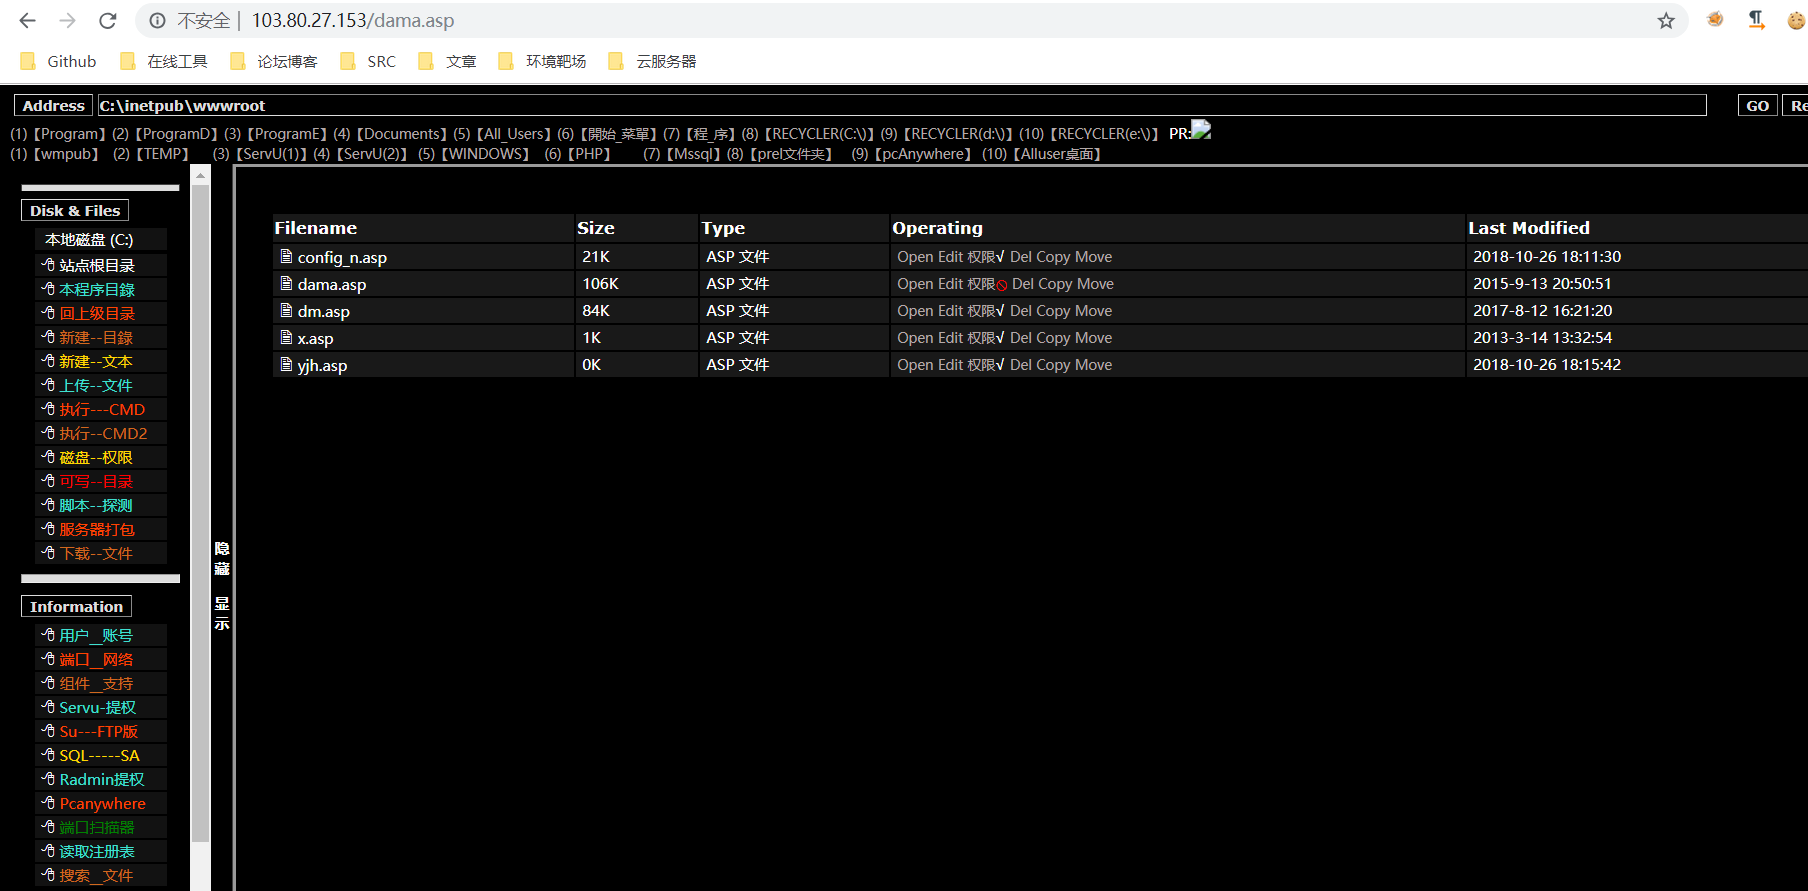 不安全 | 103.80.27.153/dama.asp
Github 在线工具 论坛博客 SRC 文章 环境靶场 云服务器
Address C:\inetpub\wwwroot GO Re
(1)【Program】(2)【ProgramD】(3)【ProgramE】(4)【Documents】(5)【All_Users】(6)【開始_菜單】(7)【程_序】(8)【RECYCLER(C:\)】(9)【RECYCLER(d:\)】(10)【RECYCLER(e:\)】 PR:
(1)【wmpub】 (2)【TEMP】 (3)【ServU(1)】(4)【ServU(2)】 (5)【WINDOWS】 (6)【PHP】 (7)【Mssql】(8)【prel文件夹】 (9)【pcAnywhere】 (10)【Alluser桌面】
Disk & Files
本地磁盘 (C:)
站点根目录
本程序目錄
回上级目录
新建--目錄
新建--文本
上传--文件
执行---CMD
执行--CMD2
磁盘--权限
可写--目录
脚本--探测
服务器打包
下载--文件
Information
用户__账号
端口__网络
组件__支持
Servu-提权
Su---FTP版
SQL-----SA
Radmin提权
Pcanywhere
端口扫描器
读取注册表
搜索__文件
隐藏
显示
Filename Size Type Operating Last Modified
config_n.asp 21K ASP 文件 Open Edit 权限√ Del Copy Move 2018-10-26 18:11:30
dama.asp 106K ASP 文件 Open Edit 权限 Del Copy Move 2015-9-13 20:50:51
dm.asp 84K ASP 文件 Open Edit 权限√ Del Copy Move 2017-8-12 16:21:20
x.asp 1K ASP 文件 Open Edit 权限√ Del Copy Move 2013-3-14 13:32:54
yjh.asp 0K ASP 文件 Open Edit 权限√ Del Copy Move 2018-10-26 18:15:42